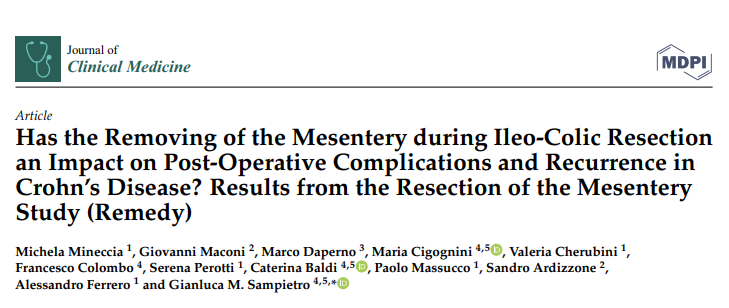 Journal of
Clinical Medicine
MDPI
Article
Has the Removing of the Mesentery during Ileo-Colic Resection
an Impact on Post-Operative Complications and Recurrence in
Crohn's Disease? Results from the Resection of the Mesentery
Study (Remedy)
Michela Mineccia 1, Giovanni Maconi 2, Marco Daperno 3, Maria Cigognini 4,5 iD, Valeria Cherubini 1,
Francesco Colombo 4, Serena Perotti 1, Caterina Baldi 4,5 iD, Paolo Massucco 1, Sandro Ardizzone 2,
Alessandro Ferrero 1 and Gianluca M. Sampietro 4,5,* iD